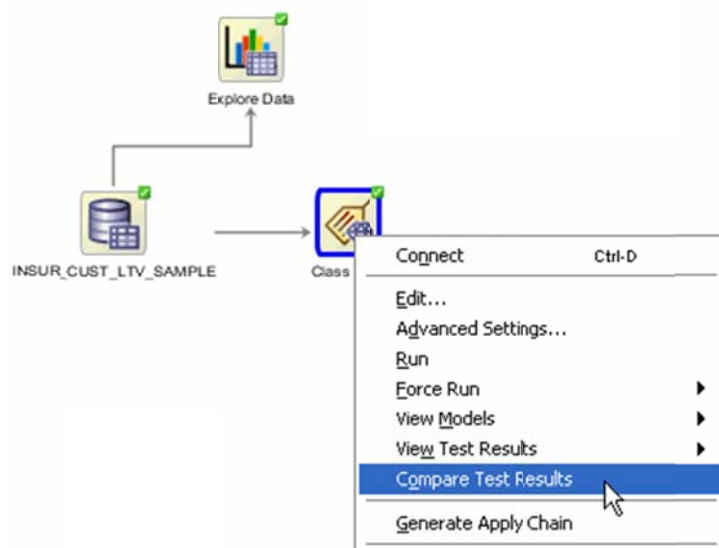 Explore Data
INSUR_CUST_LTV_SAMPLE
Class
Connect Ctrl-D
Edit...
Advanced Settings...
Run
Force Run
View Models
View Test Results
Compare Test Results
Generate Apply Chain